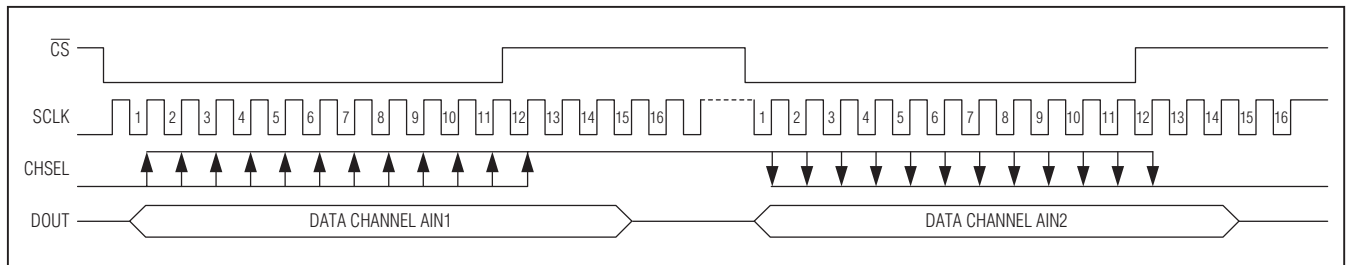 C̅S̅
SCLK 1 2 3 4 5 6 7 8 9 10 11 12 13 14 15 16 1 2 3 4 5 6 7 8 9 10 11 12 13 14 15 16
CHSEL
DOUT DATA CHANNEL AIN1 DATA CHANNEL AIN2